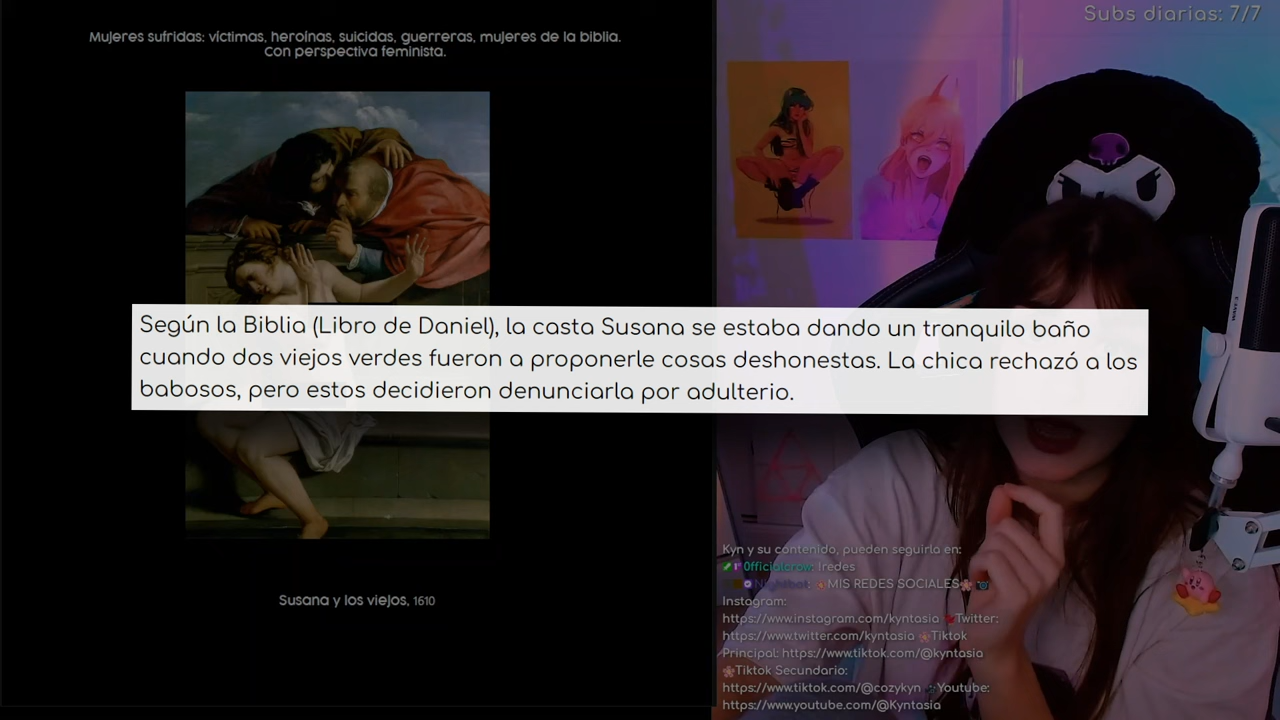 Subs diarias: 7/7
Mujeres sufridas: víctimas, heroínas, suicidas, guerreras, mujeres de la biblia.
Con perspectiva feminista.
Según la Biblia (Libro de Daniel), la casta Susana se estaba dando un tranquilo baño
cuando dos viejos verdes fueron a proponerle cosas deshonestas. La chica rechazó a los
babosos, pero estos decidieron denunciarla por adulterio.
Susana y los viejos, 1610
Kyn y su contenido, pueden seguirla en:
0fficialcrow: !redes
MIS REDES SOCIALES
Instagram:
https://www.instagram.com/kyntasia Twitter:
https://www.twitter.com/kyntasia Tiktok
Principal: https://www.tiktok.com/@kyntasia
Tiktok Secundario:
https://www.tiktok.com/@cozykyn Youtube:
https://www.youtube.com/@Kyntasia